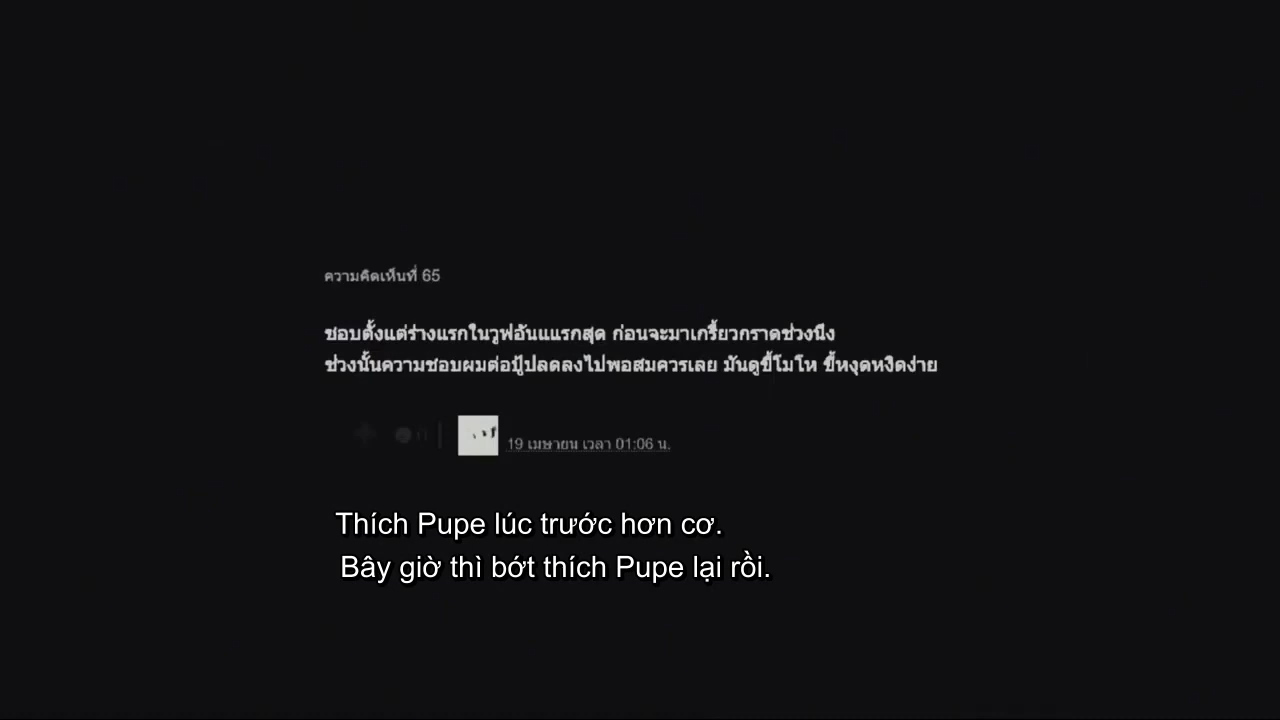 ความคิดเห็นที่ 65
ชอบตั้งแต่ร่างแรกในวูฟอันแแรกสุด ก่อนจะมาเกรี้ยวกราดช่วงนึง
ช่วงนั้นความชอบผมต่อปู๊ปลดลงไปพอสมควรเลย มันดูขี้โมโห ขี้หงุดหงิดง่าย
19 เมษายน เวลา 01:06 น.
Thích Pupe lúc trước hơn cơ.
Bây giờ thì bớt thích Pupe lại rồi.